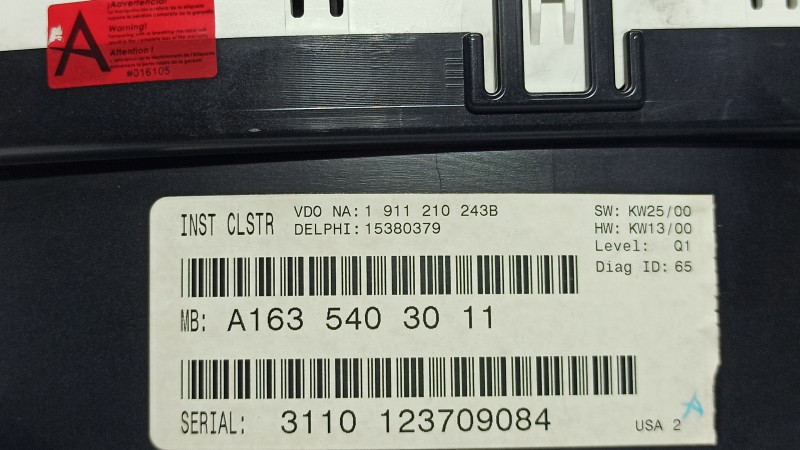 ¡Advertencia!
A
Warning!
Attention !
#016105
INST CLSTR
VDO NA: 1 911 210 243B
DELPHI: 15380379
SW: KW25/00
HW: KW13/00
Level: Q1
Diag ID: 65
MB: A163 540 30 11
SERIAL: 3110 123709084
USA 2
A